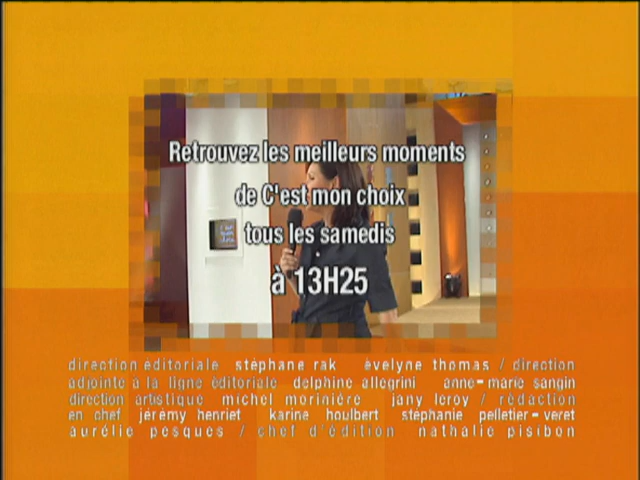 Retrouvez les meilleurs moments
de C'est mon choix
tous les samedis
à 13H25
direction éditoriale stéphane rak évelyne thomas / direction
adjointe à la ligne éditoriale delphine allegrini anne-marie sangin
direction artistique michel morinière jany leroy / rédaction
en chef jérémy henriet karine houlbert stéphanie pelletier-veret
aurélie pesquès / chef d'édition nathalie pisibon